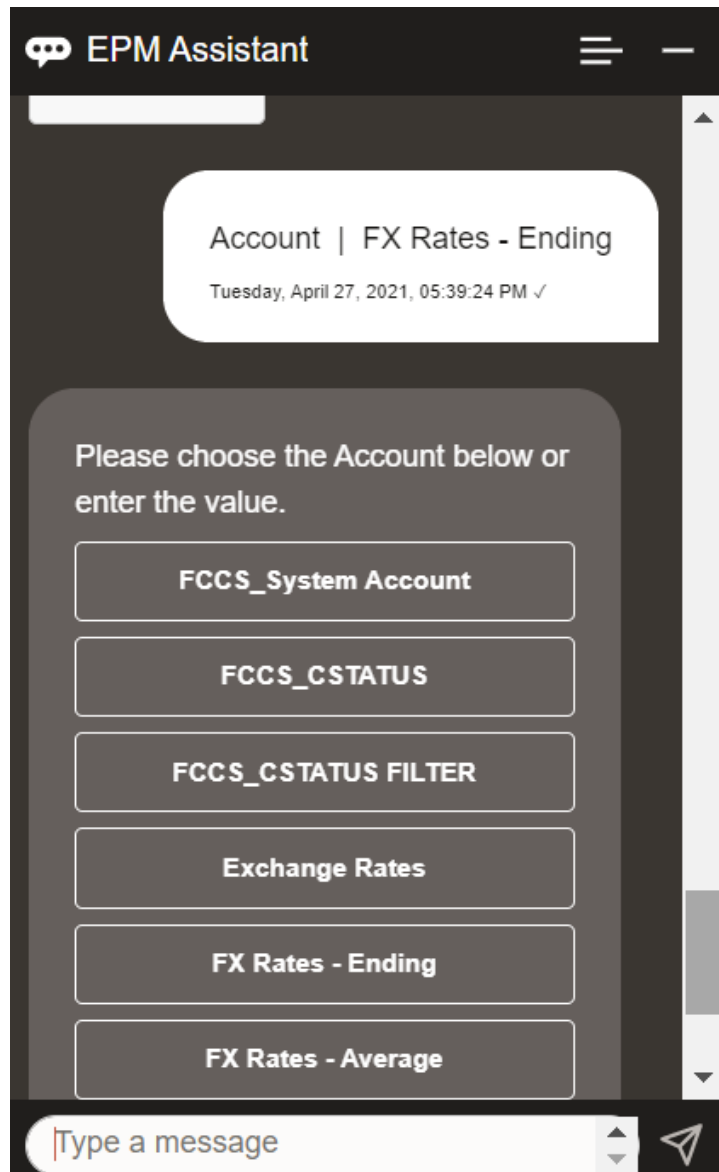 EPM Assistant
Account | FX Rates - Ending
Tuesday, April 27, 2021, 05:39:24 PM ✓
Please choose the Account below or
enter the value.
FCCS_System Account
FCCS_CSTATUS
FCCS_CSTATUS FILTER
Exchange Rates
FX Rates - Ending
FX Rates - Average
Type a message